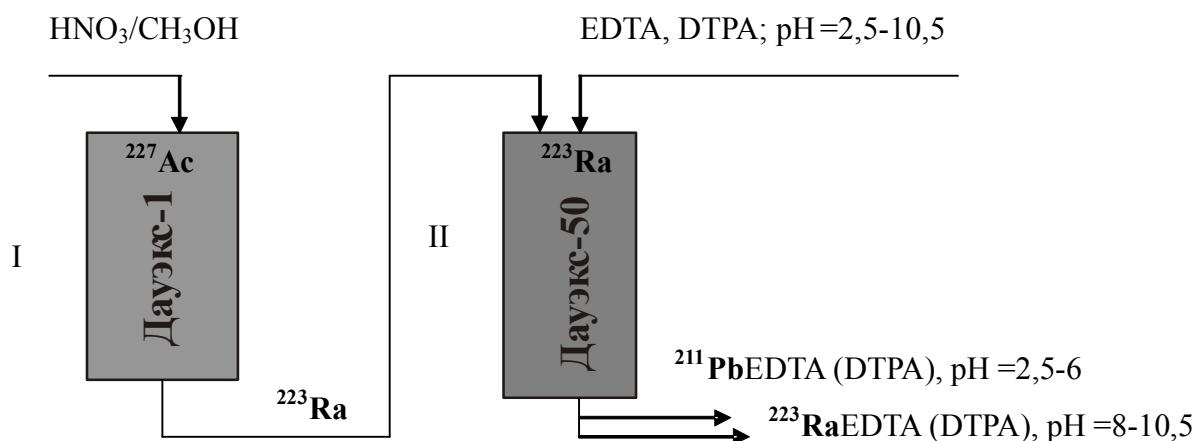 HNO₃/CH₃OH
EDTA, DTPA; pH =2,5-10,5
²²⁷Ac
Дауэкс-1
I
²²³Ra
²²³Ra
Дауэкс-50
II
²¹¹PbEDTA (DTPA), pH =2,5-6
²²³RaEDTA (DTPA), pH =8-10,5